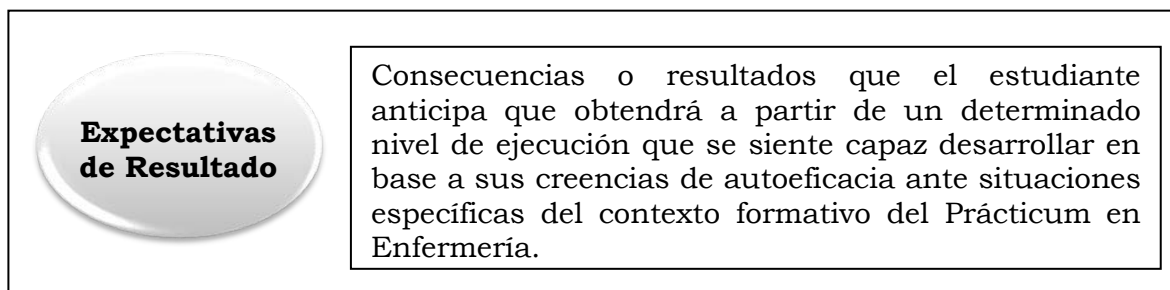 Expectativas
de Resultado
Consecuencias o resultados que el estudiante
anticipa que obtendrá a partir de un determinado
nivel de ejecución que se siente capaz desarrollar en
base a sus creencias de autoeficacia ante situaciones
específicas del contexto formativo del Prácticum en
Enfermería.